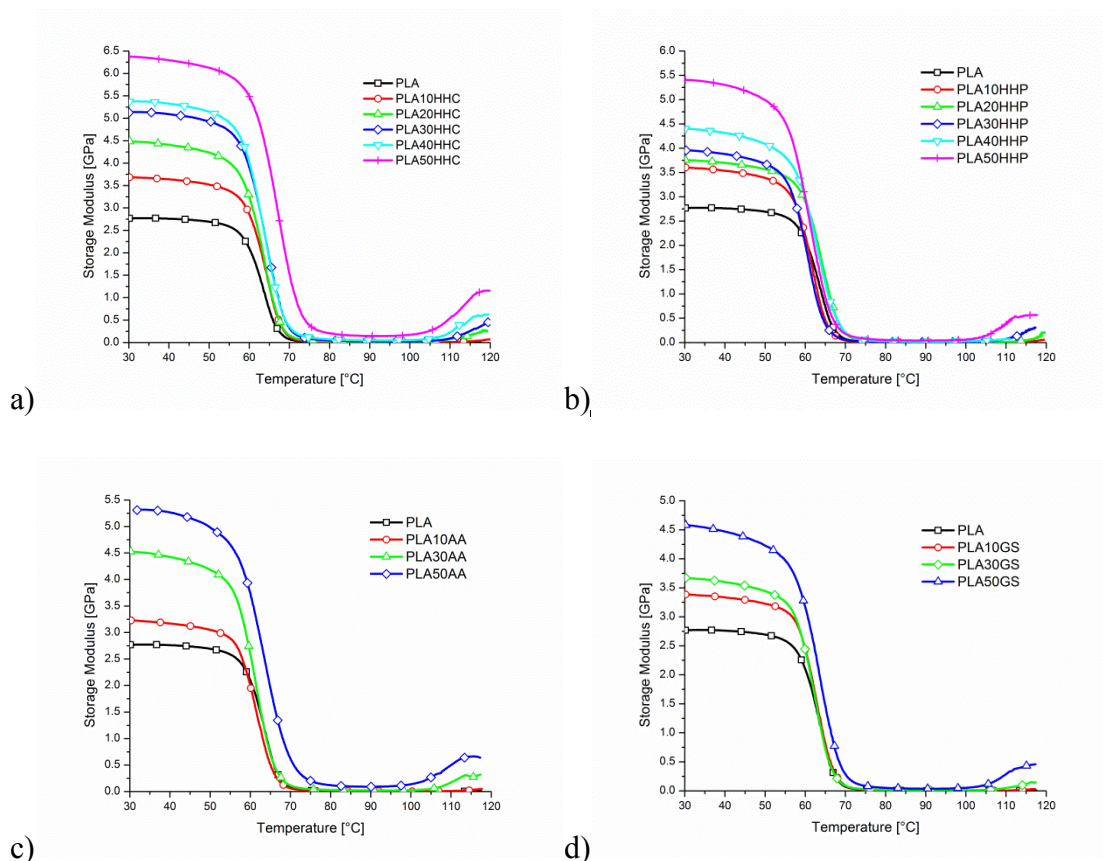 6.5
6.0
5.5
5.0
4.5
4.0
3.5
3.0
2.5
2.0
1.5
1.0
0.5
0.0
Storage Modulus [GPa]
PLA
PLA10HHC
PLA20HHC
PLA30HHC
PLA40HHC
PLA50HHC
30 40 50 60 70 80 90 100 110 120
Temperature [°C]
a)
6.0
5.5
5.0
4.5
4.0
3.5
3.0
2.5
2.0
1.5
1.0
0.5
0.0
Storage Modulus [GPa]
PLA
PLA10HHP
PLA20HHP
PLA30HHP
PLA40HHP
PLA50HHP
30 40 50 60 70 80 90 100 110 120
Temperature [°C]
b)
5.5
5.0
4.5
4.0
3.5
3.0
2.5
2.0
1.5
1.0
0.5
0.0
Storage Modulus [GPa]
PLA
PLA10AA
PLA30AA
PLA50AA
30 40 50 60 70 80 90 100 110 120
Temperature [°C]
c)
5.0
4.5
4.0
3.5
3.0
2.5
2.0
1.5
1.0
0.5
0.0
Storage Modulus [GPa]
PLA
PLA10GS
PLA30GS
PLA50GS
30 40 50 60 70 80 90 100 110 120
Temperature [°C]
d)